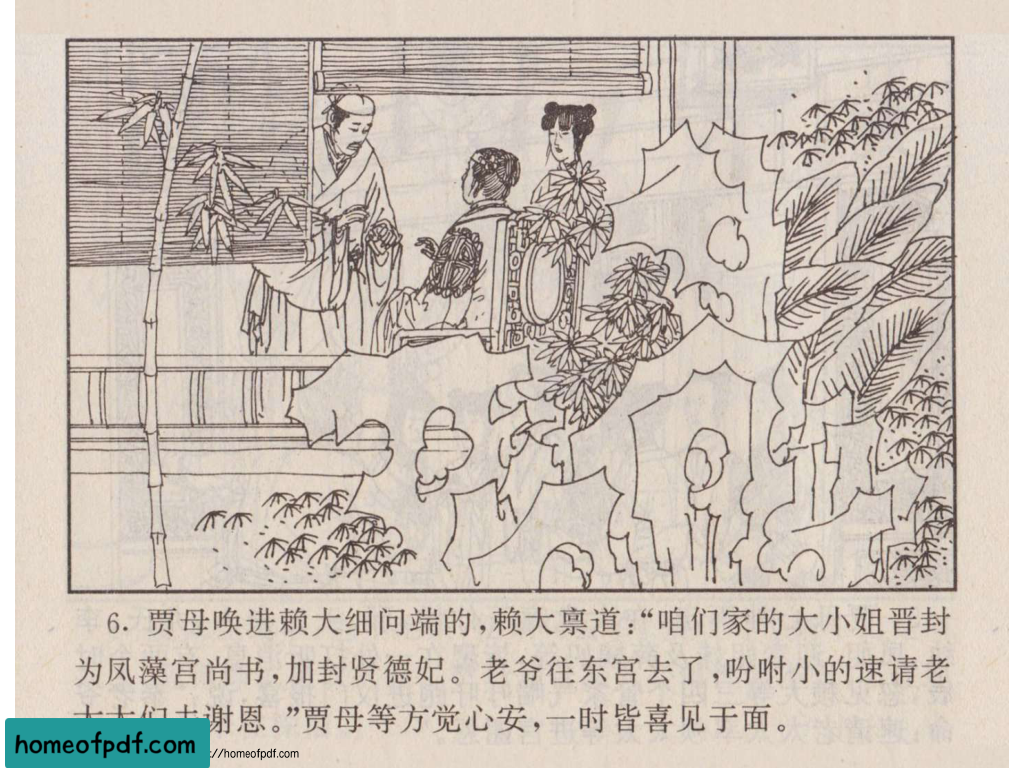 6. 贾母唤进赖大细问端的，赖大禀道：“咱们家的大小姐晋封
为凤藻宫尚书，加封贤德妃。老爷往东宫去了，吩咐小的速请老
谢恩。”贾母等方觉心安，一时皆喜见于面。
homeofpdf.com
//homeofpdf.com